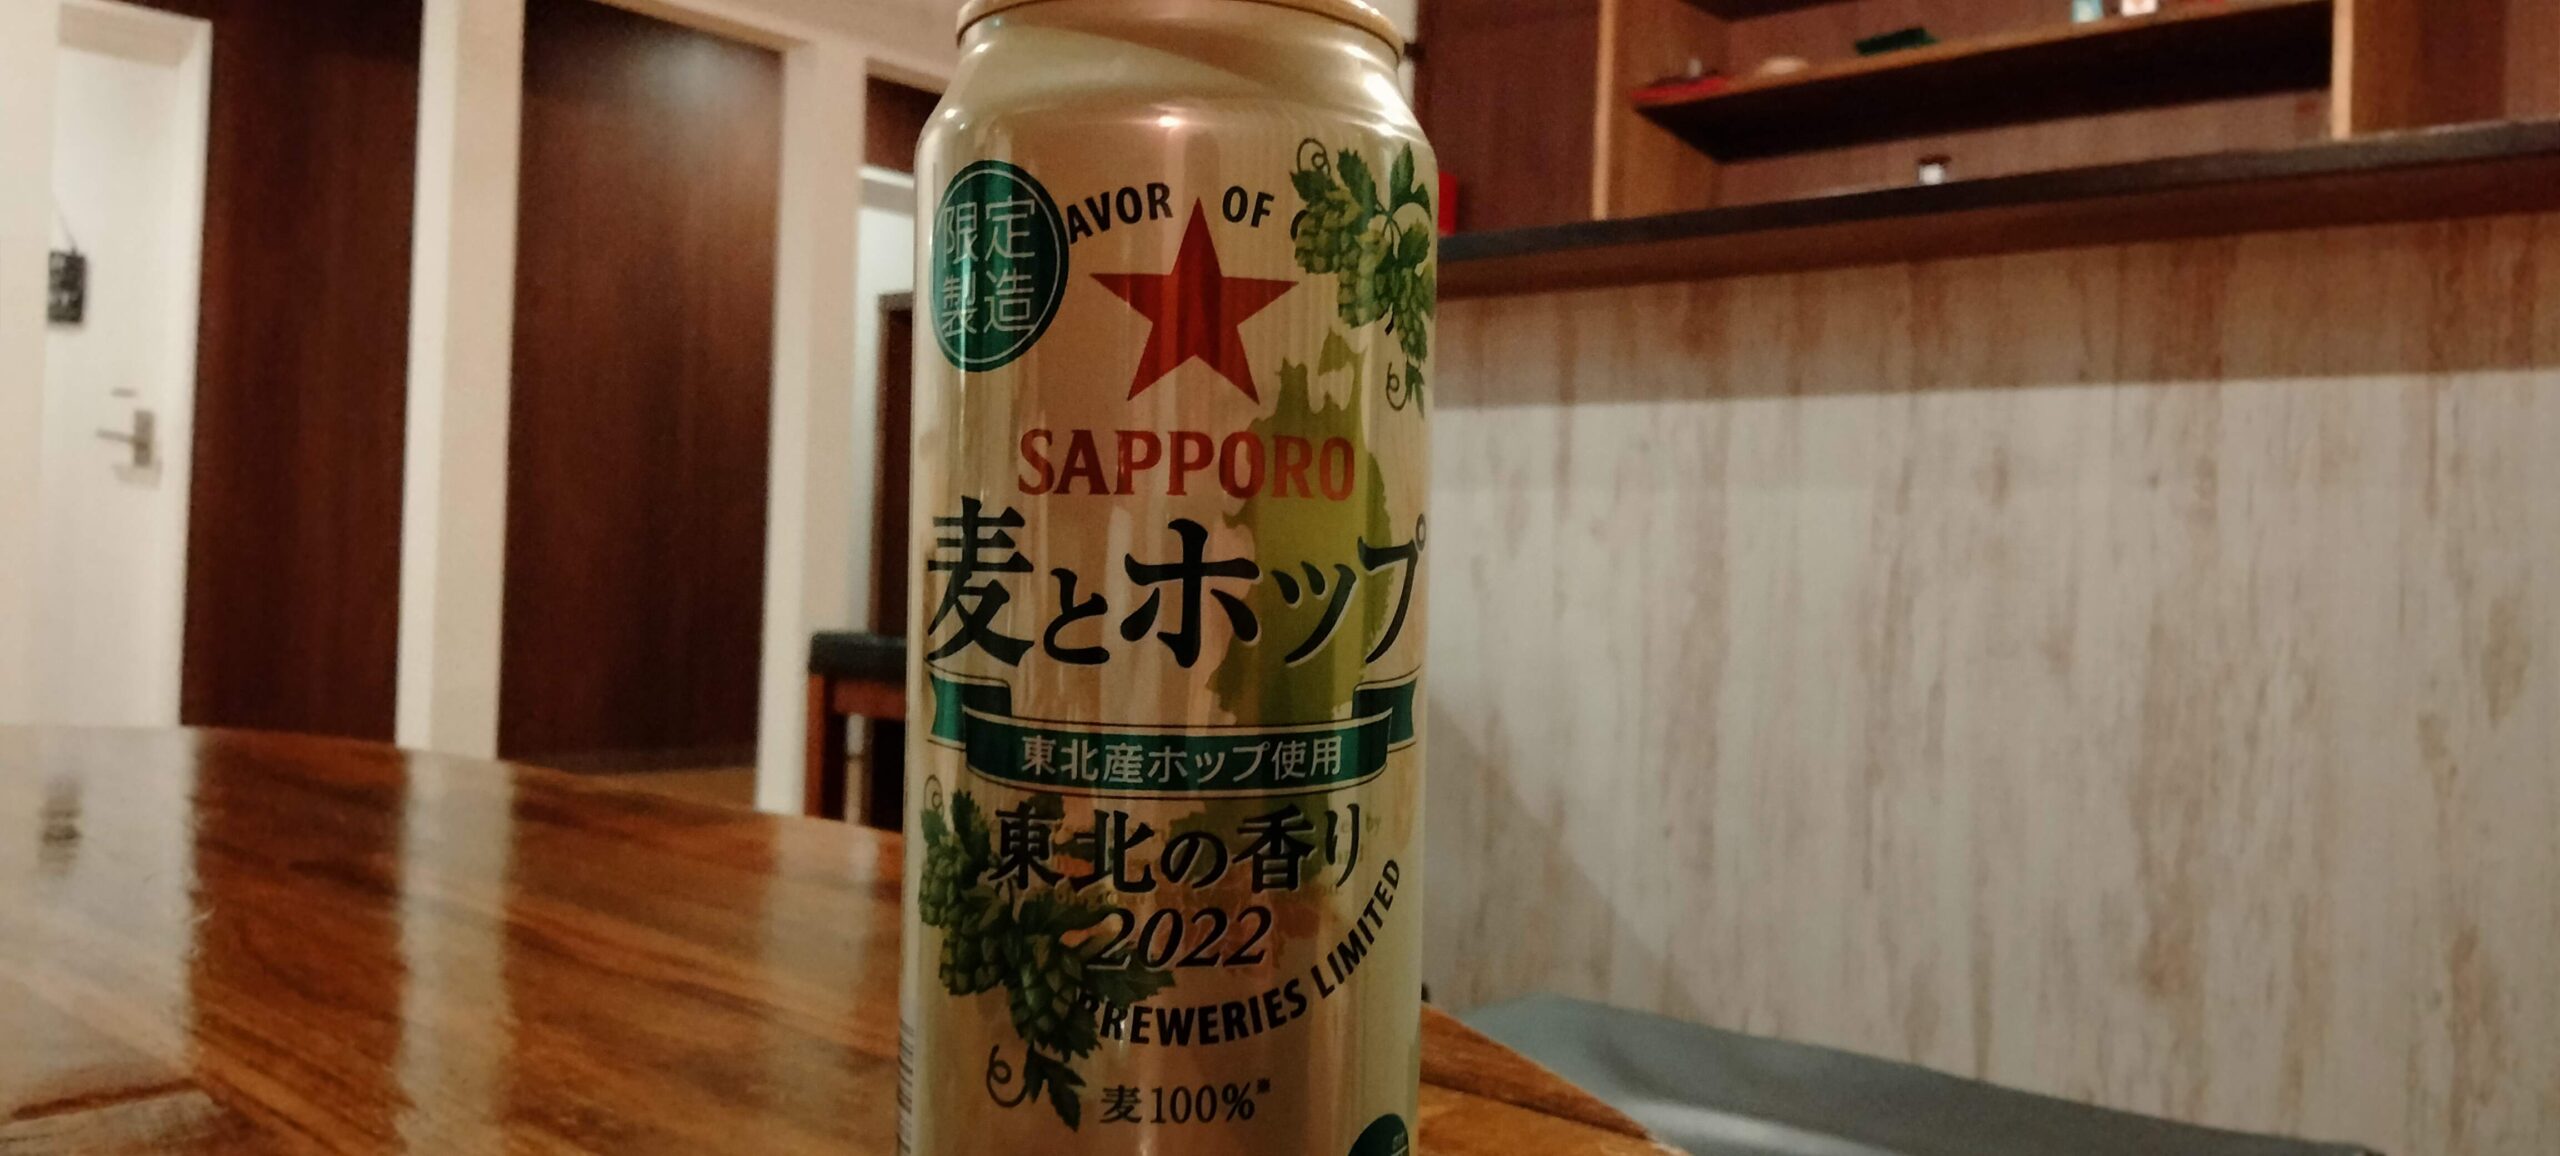 限定
製造
AVOR OF
SAPPORO
麦とホップ
東北産ホップ使用
東北の香り
2022
BREWERIES LIMITED
麦100%※